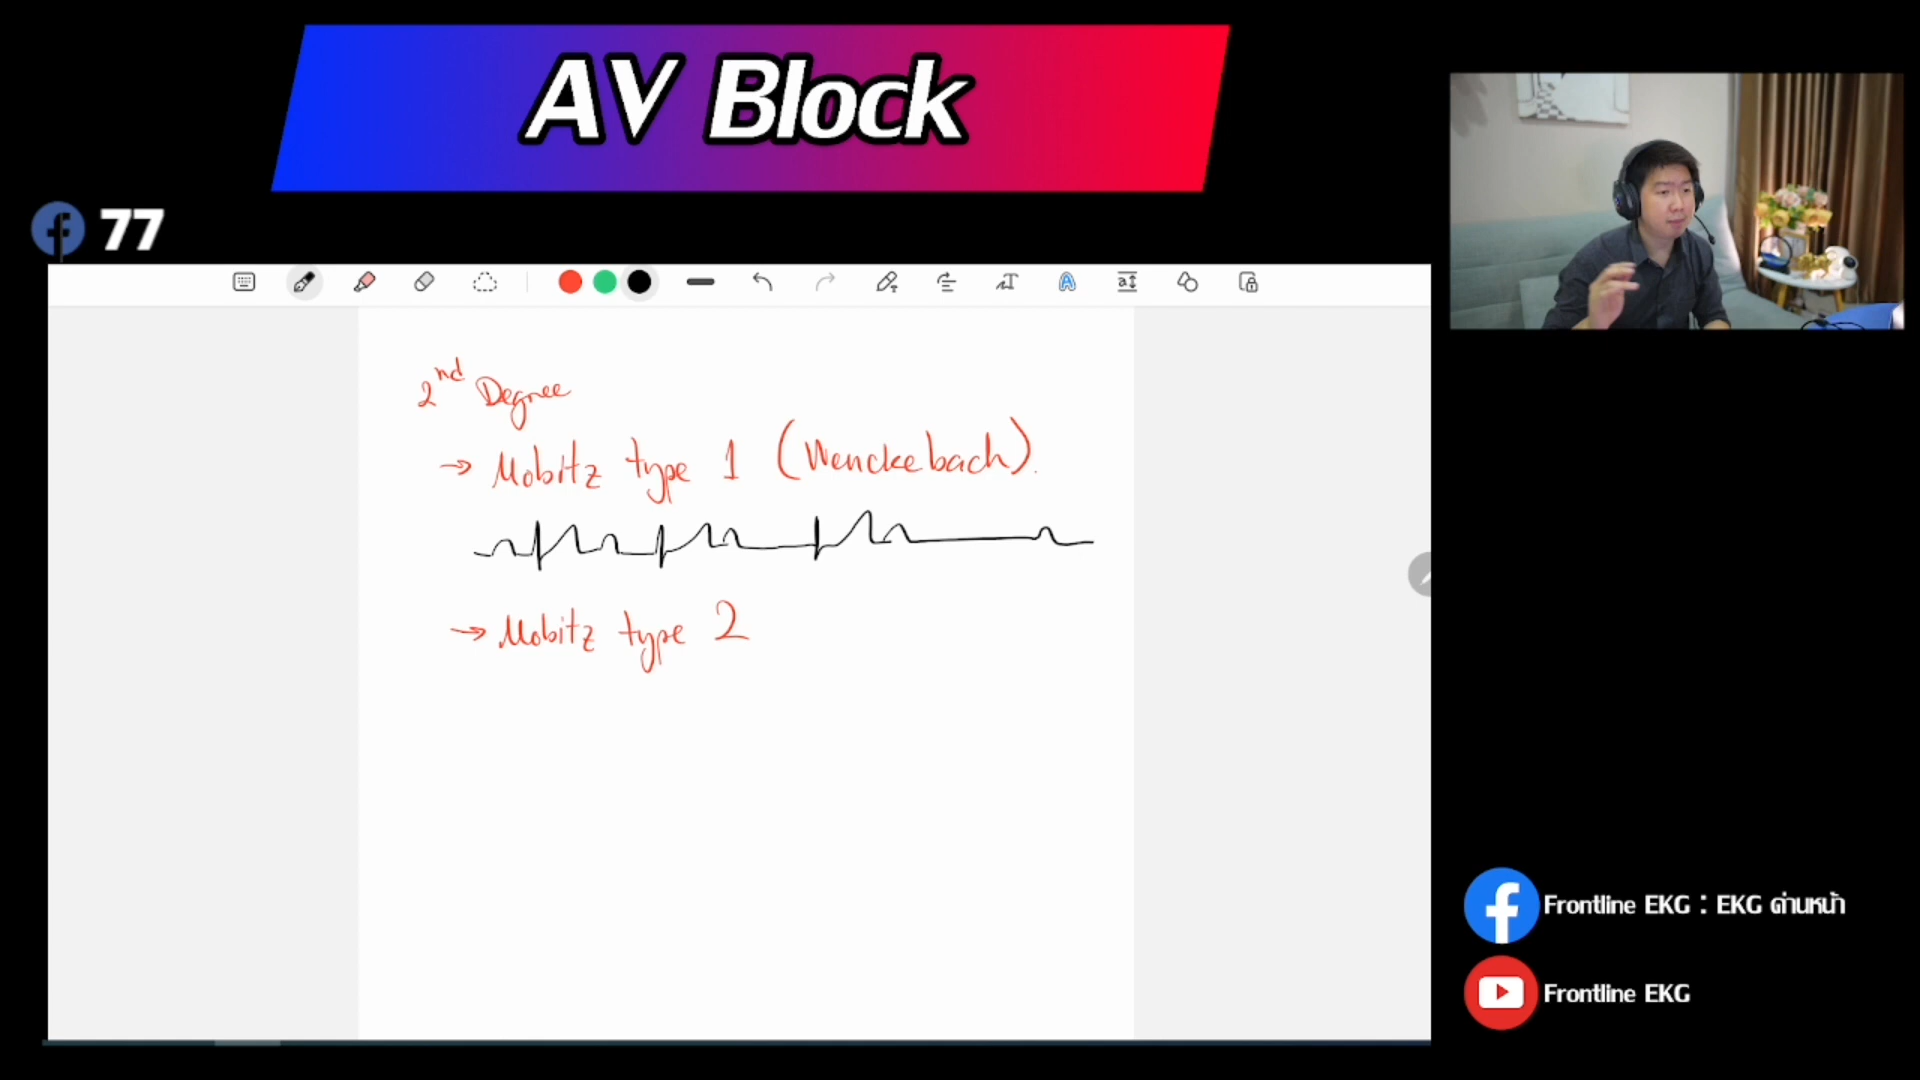 AV Block
77
2nd Degree
→ Mobitz type 1 (Wenckebach).
→ Mobitz type 2
Frontline EKG : EKG ด่านหน้า
Frontline EKG